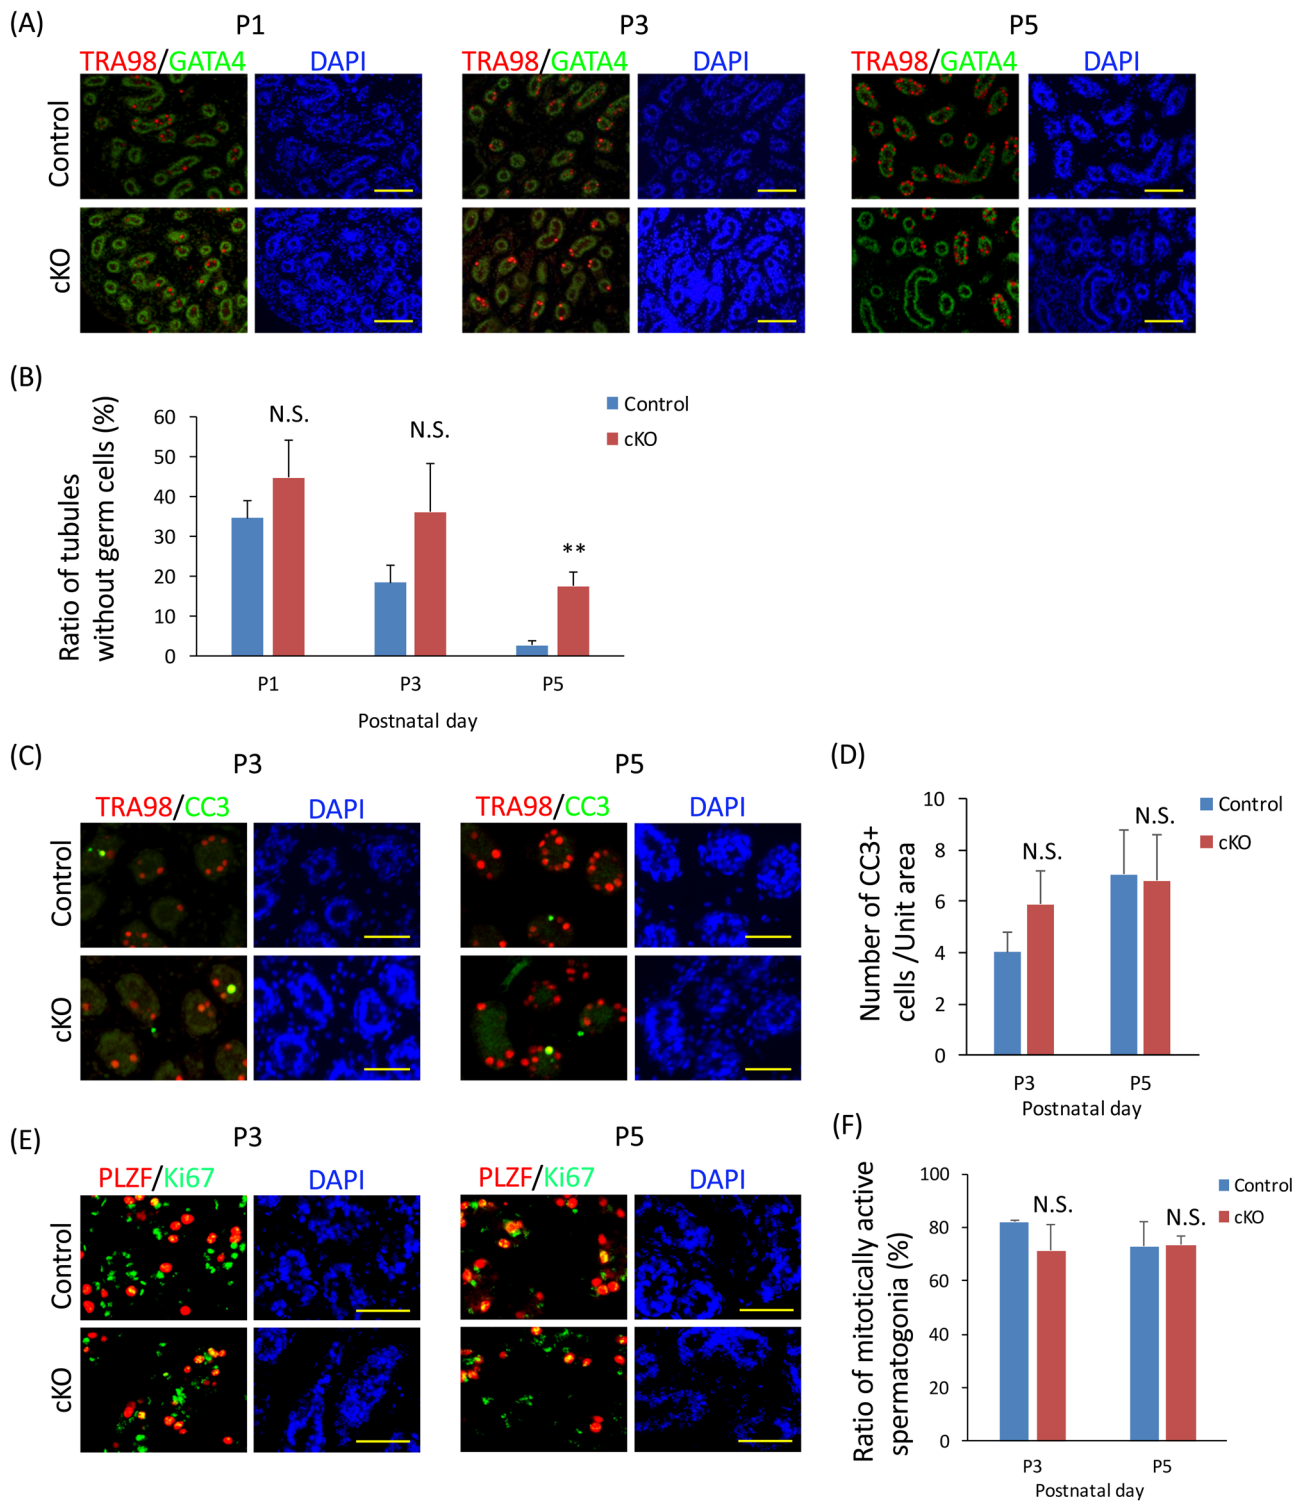 (A)
P1
P3
P5
TRA98/GATA4
DAPI
TRA98/GATA4
DAPI
TRA98/GATA4
DAPI
Control
cKO
(B)
Ratio of tubules
without germ cells (%)
60
50
40
30
20
10
0
N.S.
N.S.
**
Control
cKO
P1
P3
P5
Postnatal day
(C)
P3
P5
TRA98/CC3
DAPI
TRA98/CC3
DAPI
Control
cKO
(D)
Number of CC3+
cells /Unit area
10
8
6
4
2
0
N.S.
N.S.
Control
cKO
P3
P5
Postnatal day
(E)
P3
P5
PLZF/Ki67
DAPI
PLZF/Ki67
DAPI
Control
cKO
(F)
Ratio of mitotically active
spermatogonia (%)
100
80
60
40
20
0
N.S.
N.S.
Control
cKO
P3
P5
Postnatal day